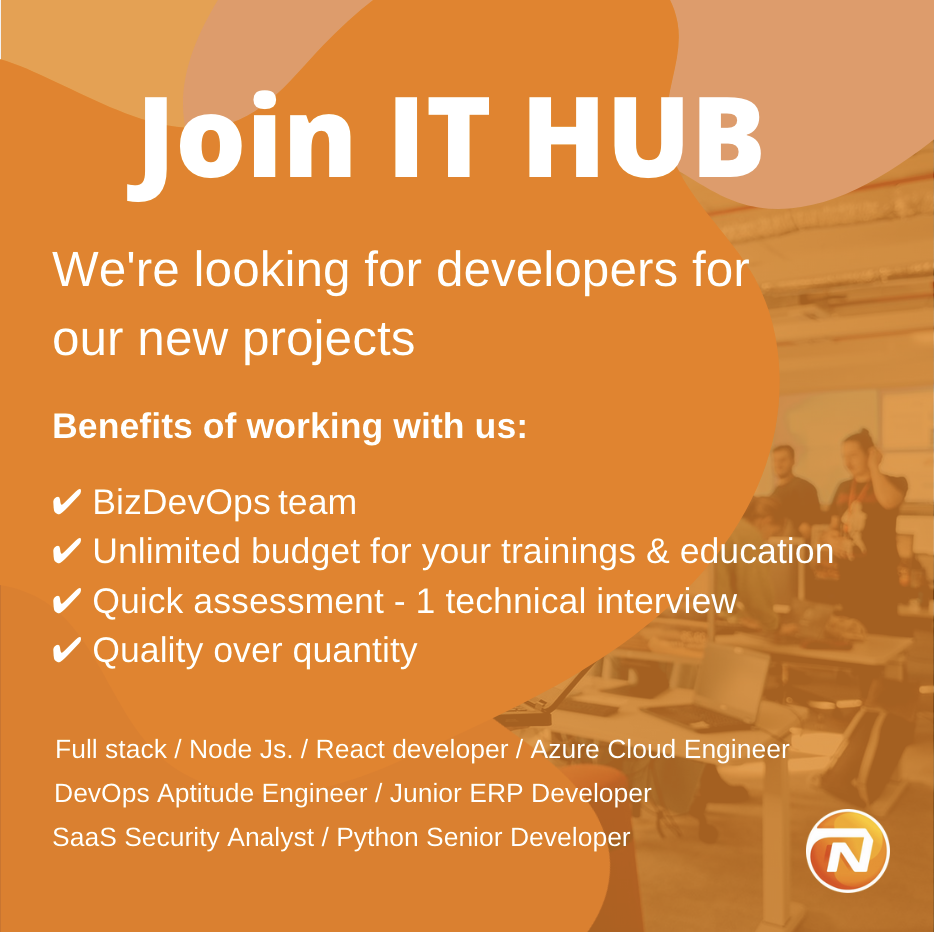 Join IT HUB
We're looking for developers for
our new projects
Benefits of working with us:
✔ BizDevOps team
✔ Unlimited budget for your trainings & education
✔ Quick assessment - 1 technical interview
✔ Quality over quantity
Full stack / Node Js. / React developer / Azure Cloud Engineer
DevOps Aptitude Engineer / Junior ERP Developer
SaaS Security Analyst / Python Senior Developer
N